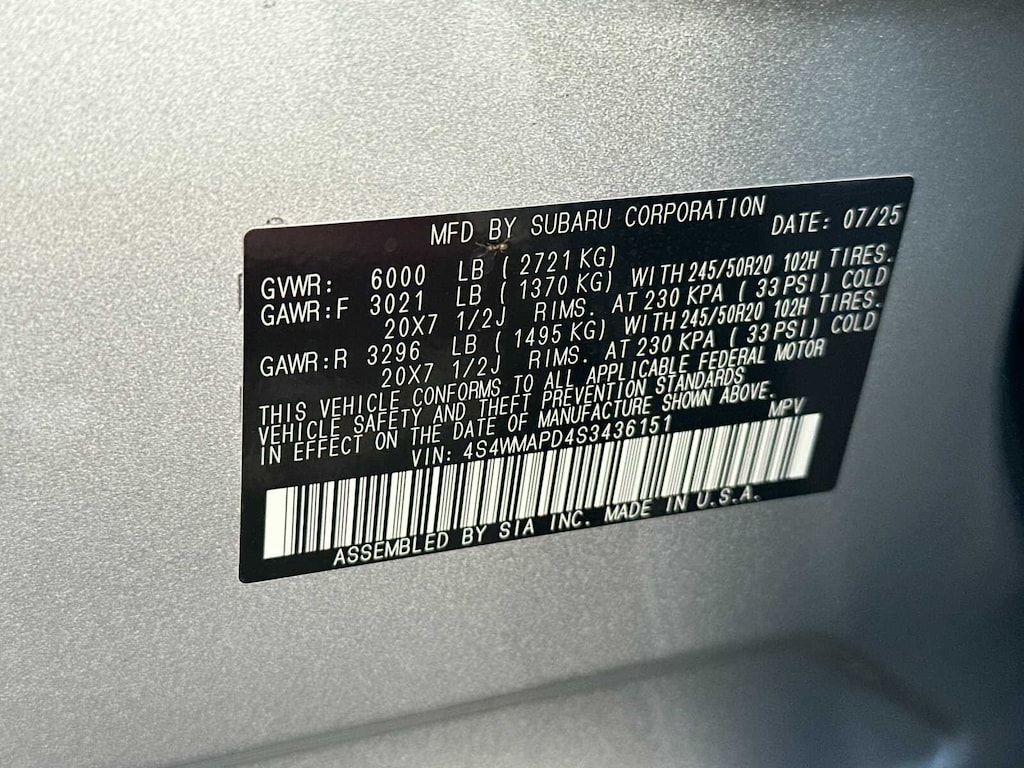 MFD BY SUBARU CORPORATION DATE: 07/25
GVWR: 6000 LB ( 2721 KG)
GAWR:F 3021 LB ( 1370 KG) WITH 245/50R20 102H TIRES.
20X7 1/2J RIMS. AT 230 KPA ( 33 PSI) COLD
GAWR:R 3296 LB ( 1495 KG) WITH 245/50R20 102H TIRES.
20X7 1/2J RIMS. AT 230 KPA ( 33 PSI) COLD
THIS VEHICLE CONFORMS TO ALL APPLICABLE FEDERAL MOTOR
VEHICLE SAFETY AND THEFT PREVENTION STANDARDS
IN EFFECT ON THE DATE OF MANUFACTURE SHOWN ABOVE.
VIN: 4S4WMAPD4S3436151 MPV
ASSEMBLED BY SIA INC. MADE IN U.S.A.